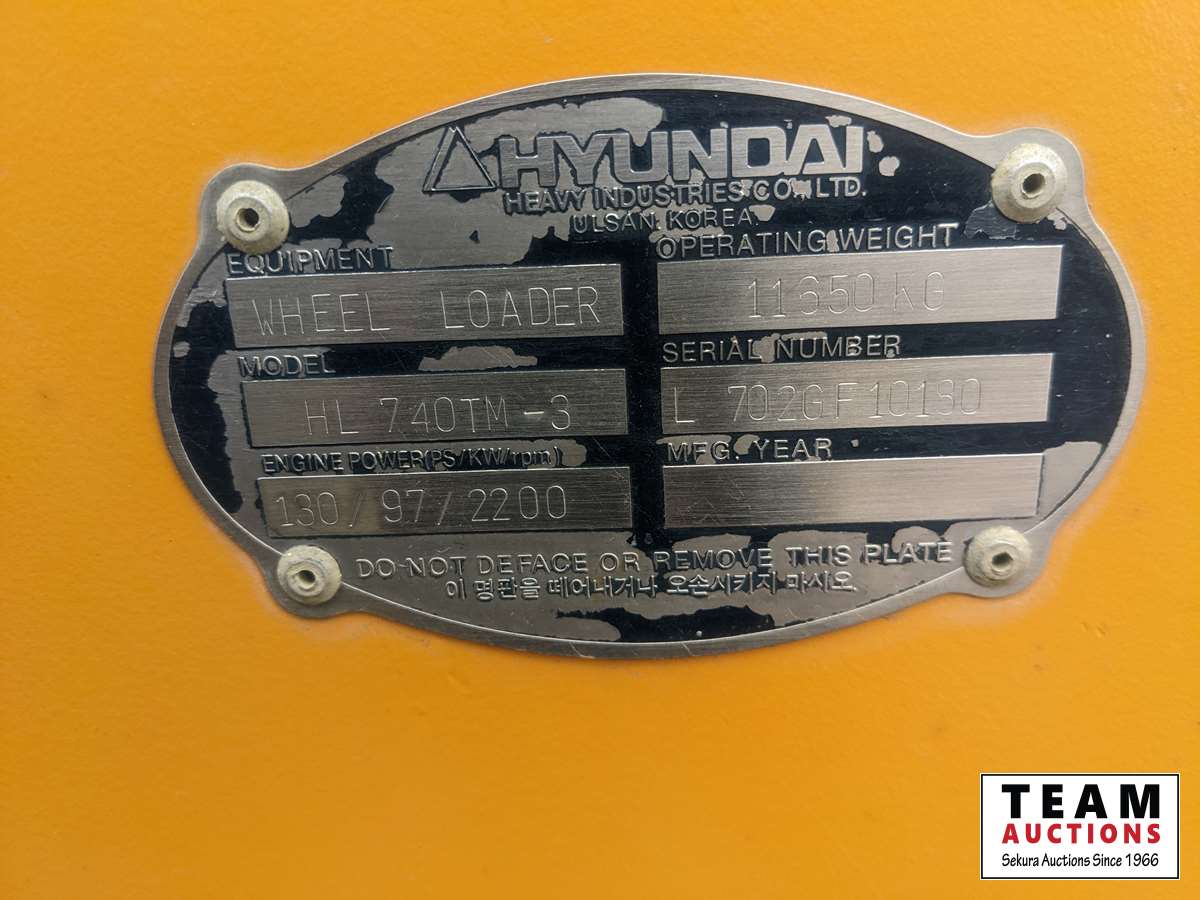 HYUNDAI
HEAVY INDUSTRIES CO., LTD.
ULSAN. KOREA.
EQUIPMENT
WHEEL LOADER
OPERATING WEIGHT
11650 KG
MODEL
HL 740TM-3
SERIAL NUMBER
L 702GF10130
ENGINE POWER(PS/KW/rpm)
130/97/2200
MFG. YEAR
DO NOT DEFACE OR REMOVE THIS PLATE
이 명판을 떼어내거나 오손시키지 마시오.
TEAM
AUCTIONS
Sekura Auctions Since 1966